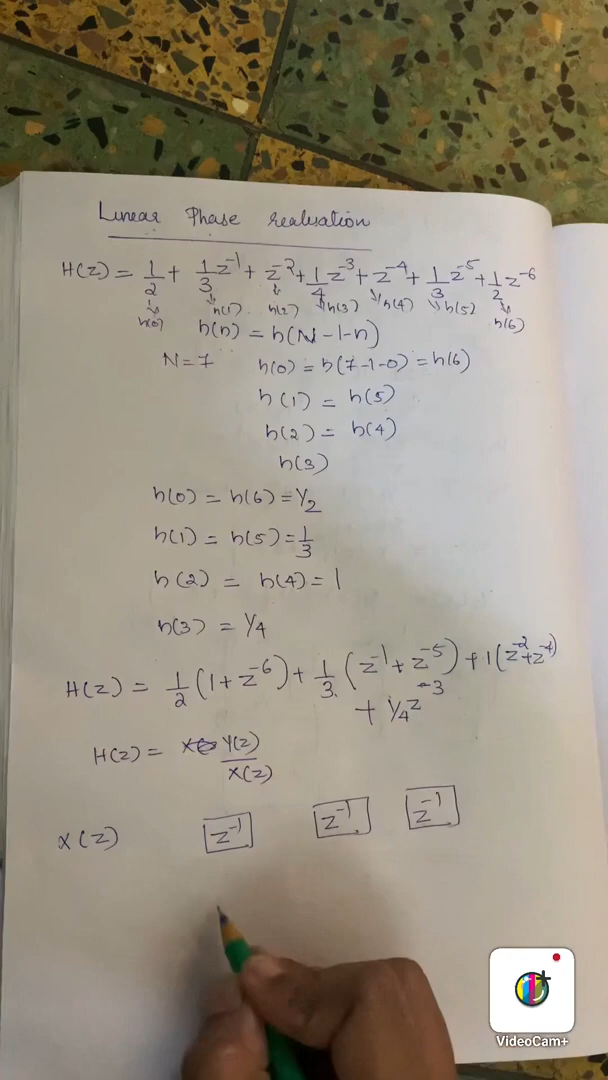 Linear Phase realisation
H(z) = 1/2 + 1/3 z^-1 + z^-2 + 1/4 z^-3 + z^-4 + 1/3 z^-5 + 1/2 z^-6
h(0) h(1) h(2) h(3) h(4) h(5) h(6)
h(n) = h(N-1-n)
N=7 h(0) = h(7-1-0) = h(6)
h(1) = h(5)
h(2) = h(4)
h(3)
h(0) = h(6) = 1/2
h(1) = h(5) = 1/3
h(2) = h(4) = 1
h(3) = 1/4
H(z) = 1/2 (1+z^-6) + 1/3 (z^-1 + z^-5) + 1(z^-2 + z^-4)
+ 1/4 z^-3
H(z) = Y(z)/X(z)
X(z) z^-1 z^-1 z^-1
VideoCam+